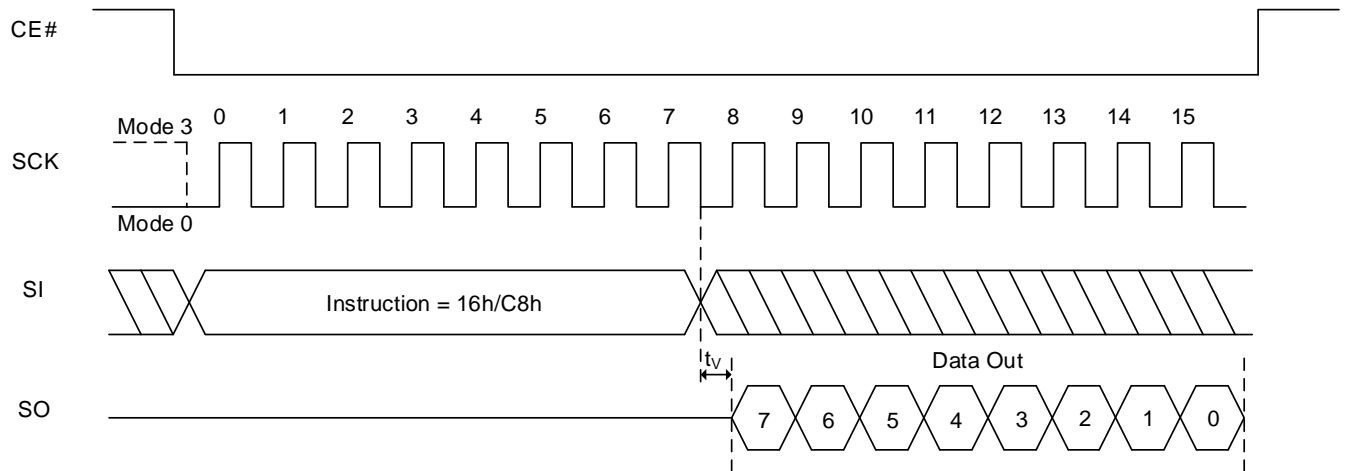 CE#
Mode 3
0 1 2 3 4 5 6 7 8 9 10 11 12 13 14 15
SCK
Mode 0
SI
Instruction = 16h/C8h
tV
Data Out
SO
7 6 5 4 3 2 1 0